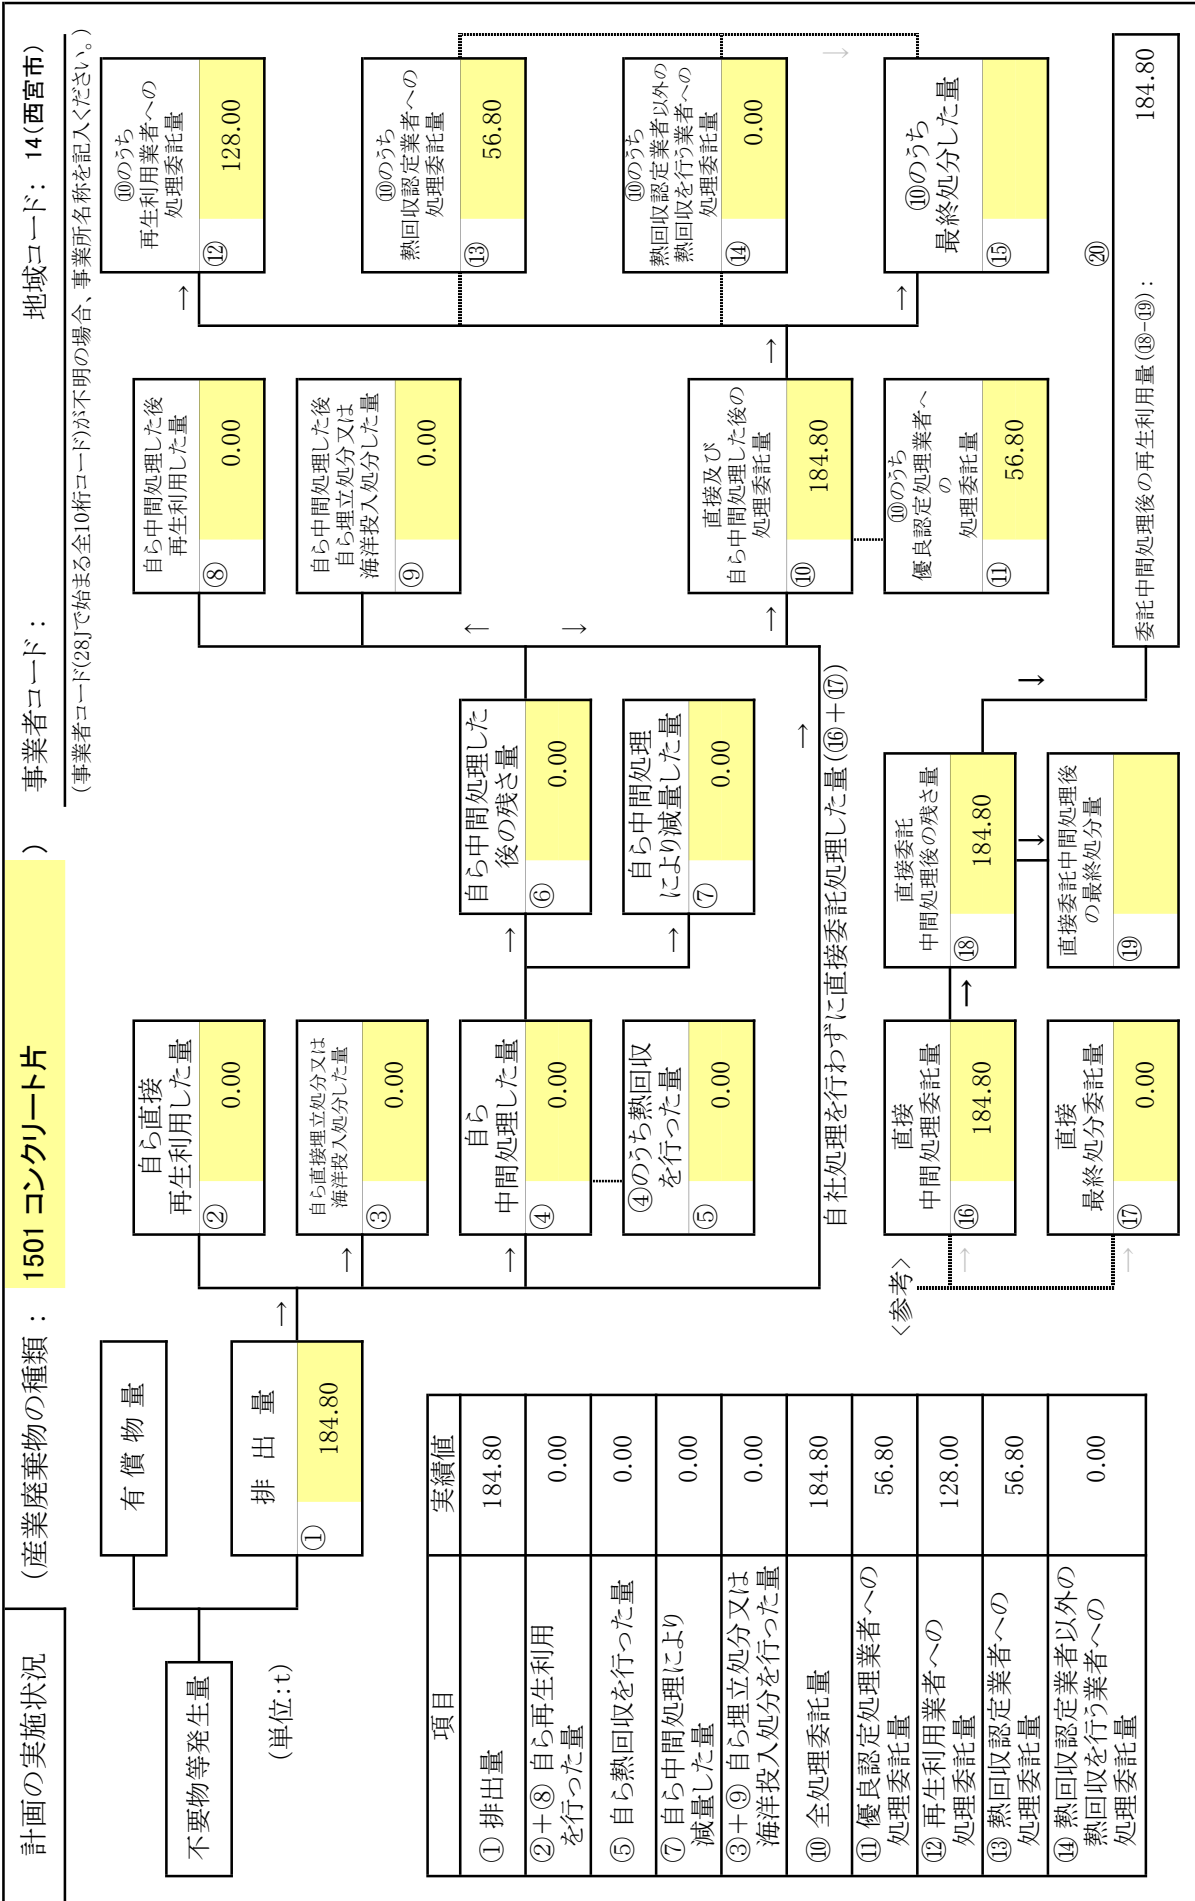 計画の実施状況
(産業廃棄物の種類：
1501 コンクリート片
)
事業者コード：
地域コード： 14(西宮市)
(事業者コード(28」で始まる全10桁コード)が不明の場合、事業所名称を記入ください。)
不要物等発生量
(単位:t)
有 償 物 量
排 出 量
①
184.80
→
自ら直接
再生利用した量
②
0.00
→
自ら直接埋立処分又は
海洋投入処分した量
③
0.00
→
自ら
中間処理した量
④
0.00
④のうち熱回収
を行った量
⑤
0.00
→
自ら中間処理した
後の残さ量
⑥
0.00
→
自ら中間処理
により減量した量
⑦
0.00
↑
↓
自ら中間処理した後
再生利用した量
⑧
0.00
自ら中間処理した後
自ら埋立処分又は
海洋投入処分した量
⑨
0.00
→
自社処理を行わずに直接委託処理した量(⑯＋⑰)
→
直接及び
自ら中間処理した後の
処理委託量
⑩
184.80
⑩のうち
優良認定処理業者へ
の
処理委託量
⑪
56.80
→
→
⑩のうち
再生利用業者への
処理委託量
⑫
128.00
⑩のうち
熱回収認定業者への
処理委託量
⑬
56.80
⑩のうち
熱回収認定業者以外の
熱回収を行う業者への
処理委託量
⑭
0.00
↓
→
⑩のうち
最終処分した量
⑮
<参考>
→
直接
中間処理委託量
⑯
184.80
→
直接
最終処分委託量
⑰
0.00
→
直接委託
中間処理後の残さ量
⑱
184.80
→
直接委託中間処理後
の最終処分量
⑲
↓
⑳
委託中間処理後の再生利用量(⑱-⑲)：
184.80
項目
実績値
① 排出量
184.80
②＋⑧ 自ら再生利用
を行った量
0.00
⑤ 自ら熱回収を行った量
0.00
⑦ 自ら中間処理により
減量した量
0.00
③＋⑨ 自ら埋立処分又は
海洋投入処分を行った量
0.00
⑩ 全処理委託量
184.80
⑪ 優良認定処理業者への
処理委託量
56.80
⑫ 再生利用業者への
処理委託量
128.00
⑬ 熱回収認定業者への
処理委託量
56.80
⑭ 熱回収認定業者以外の
熱回収を行う業者への
処理委託量
0.00